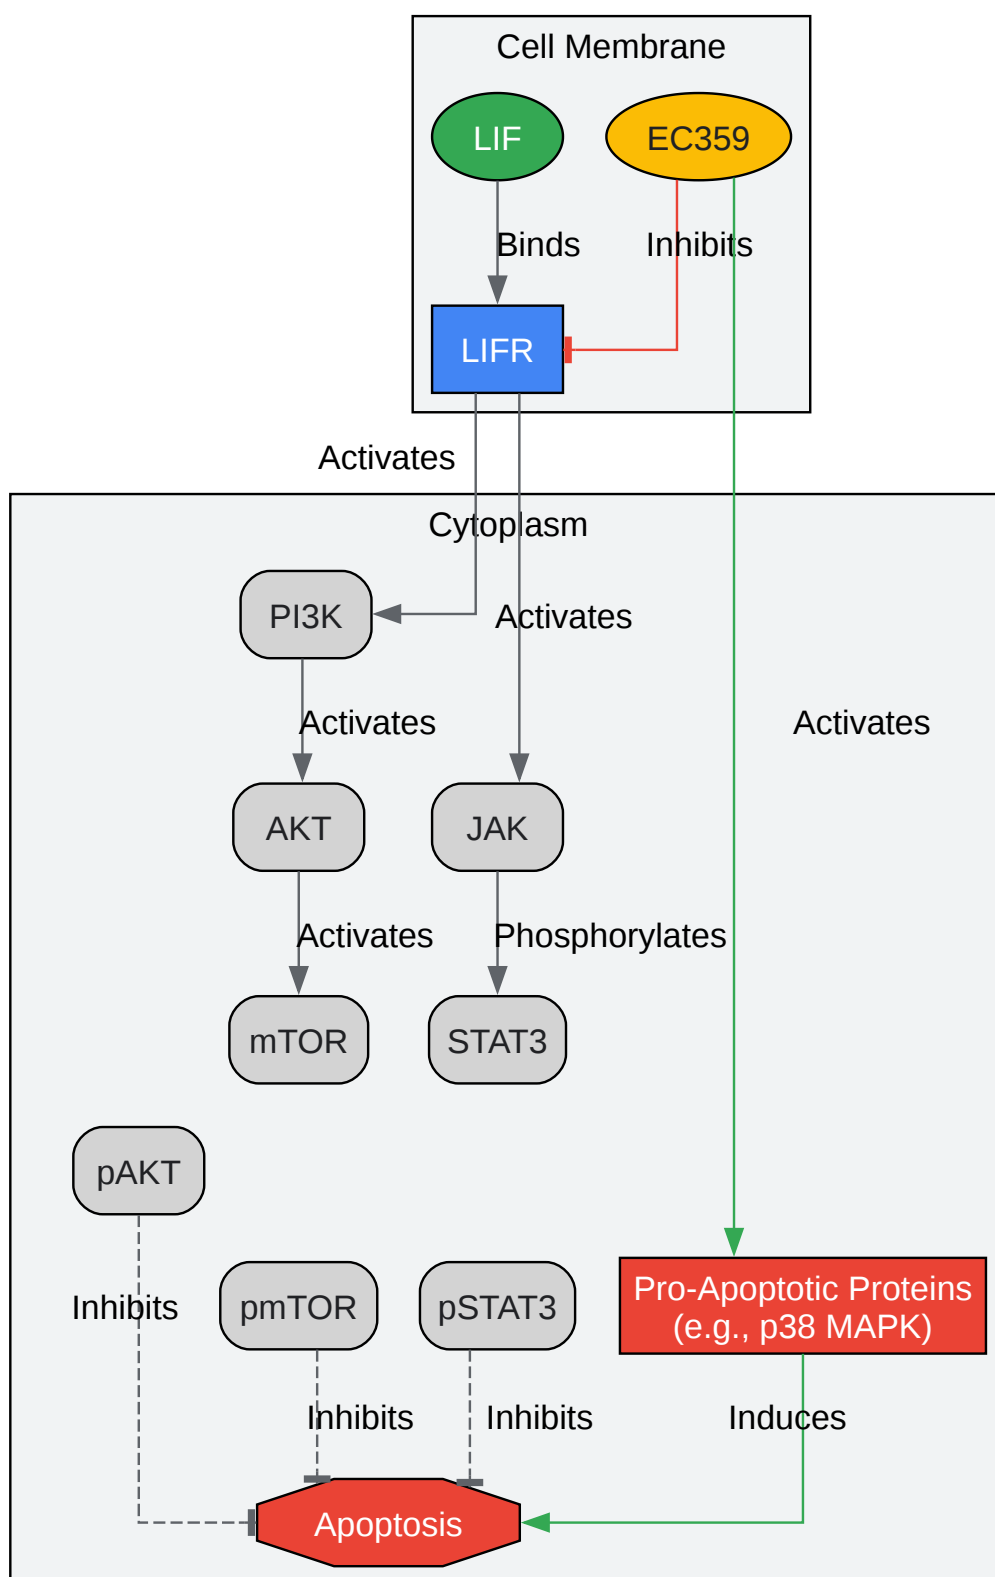 Cell Membrane
LIF
EC359
Binds
Inhibits
LIFR
Activates
Cytoplasm
PI3K
Activates
Activates
Activates
AKT
JAK
Activates
Phosphorylates
mTOR
STAT3
pAKT
Inhibits
pmTOR
pSTAT3
Pro-Apoptotic Proteins
(e.g., p38 MAPK)
Inhibits
Inhibits
Induces
Apoptosis